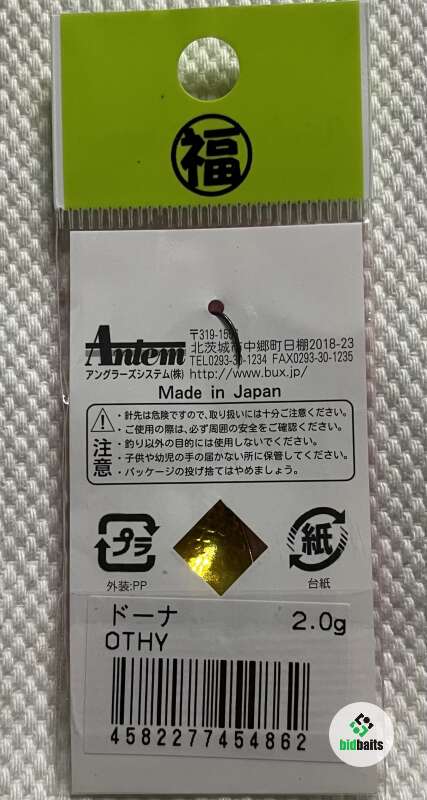 福
Antem
アングラーズシステム(株)
〒319-15
北茨城市中郷町日棚2018-23
TEL0293-30-1234 FAX0293-30-1235
http://www.bux.jp/
Made in Japan
注意
・針先は危険ですので、取り扱いには十分ご注意ください。
・ご使用の際は、必ず周囲の安全をご確認ください。
・釣り以外の目的には使用しないでください。
・子供や幼児の手の届かない所に保管してください。
・パッケージの投げ捨てはやめましょう。
プラ
外装:PP
紙
台紙
ドーナ 2.0g
OTHY
4582277454862
bidbaits